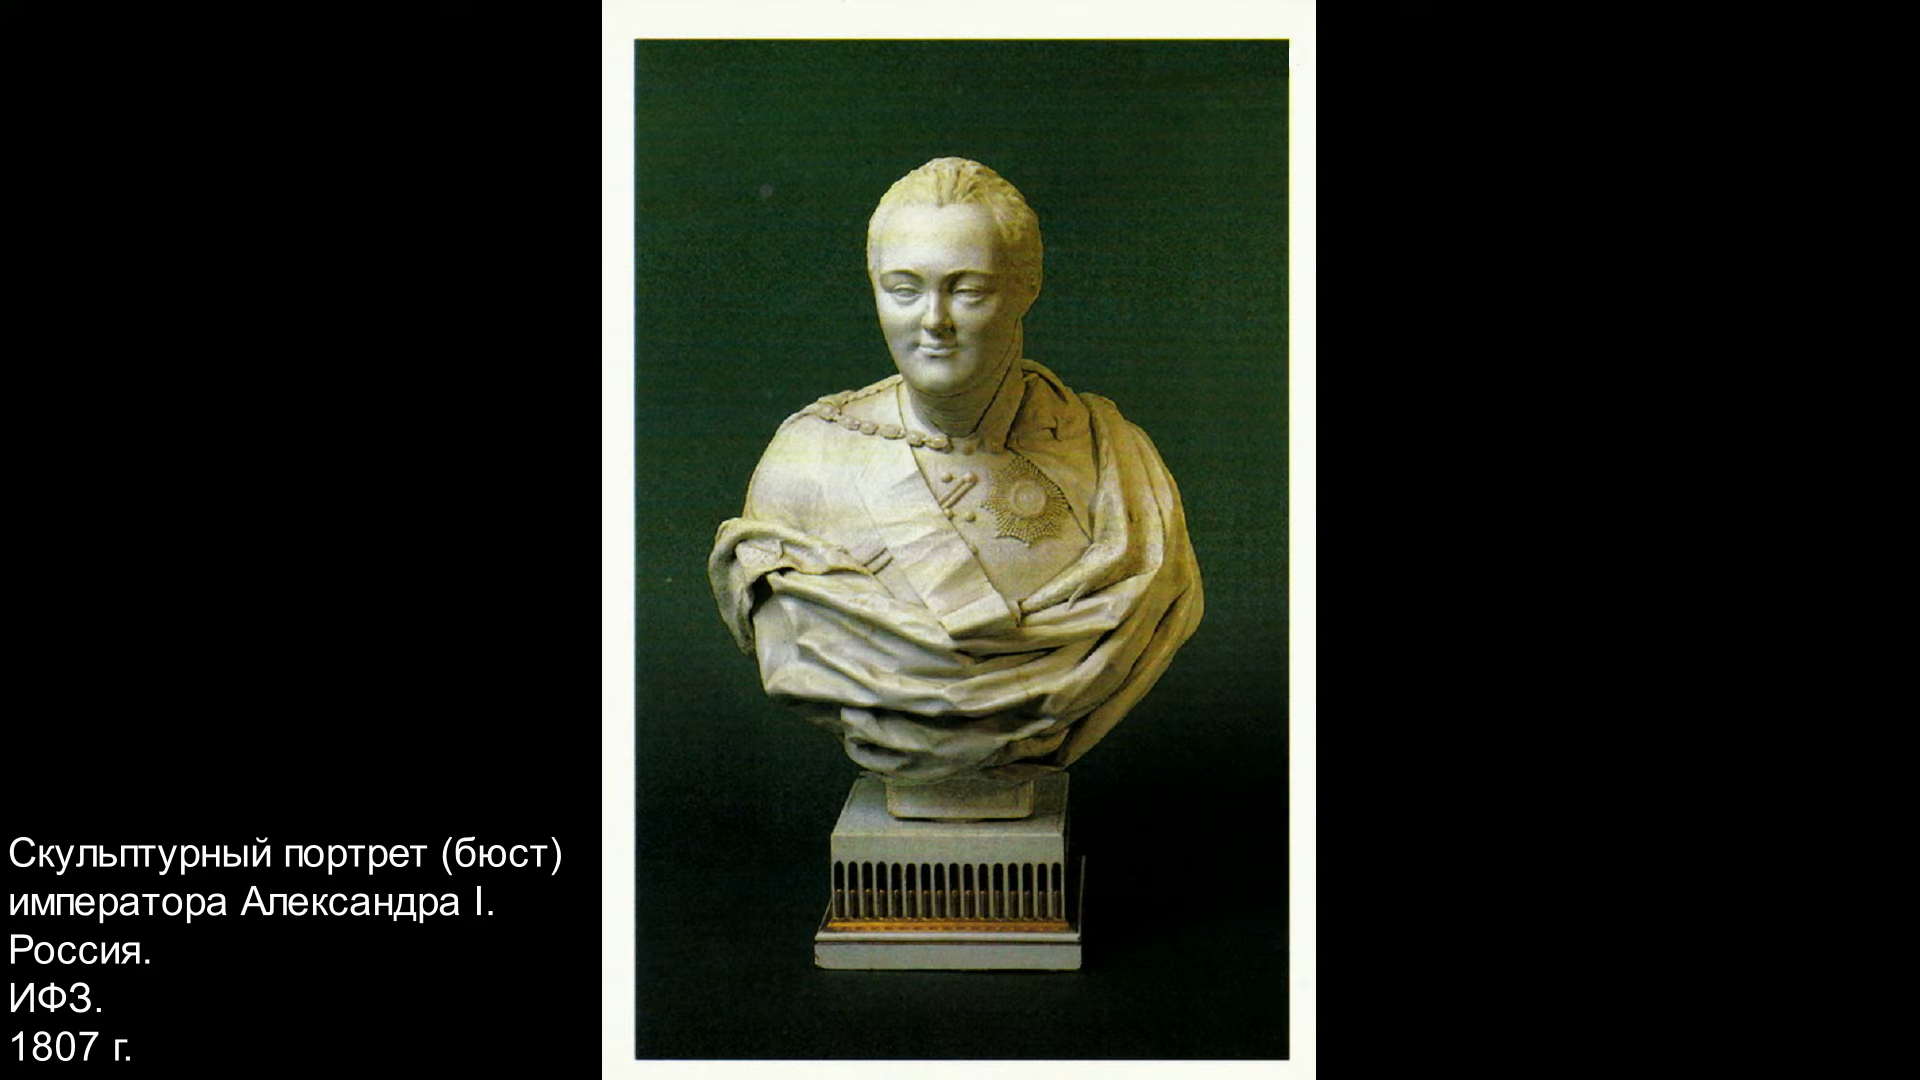 Скульптурный портрет (бюст)
императора Александра I.
Россия.
ИФЗ.
1807 г.